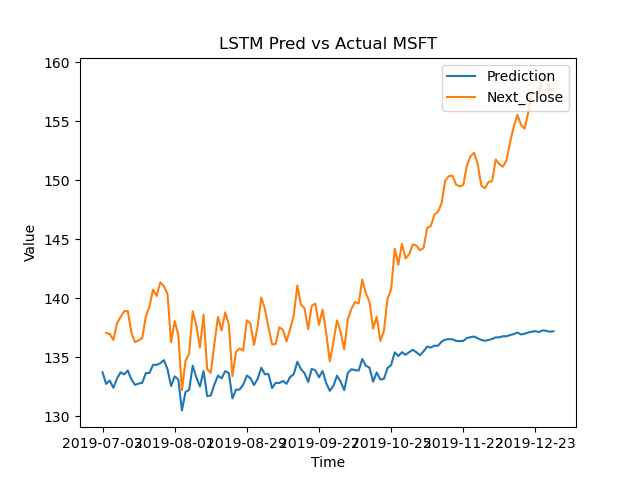 LSTM Pred vs Actual MSFT
Prediction
Next_Close
160
155
150
145
140
135
130
Value
2019-07-03 2019-08-01 2019-08-29 2019-09-27 2019-10-25 2019-11-22 2019-12-23
Time